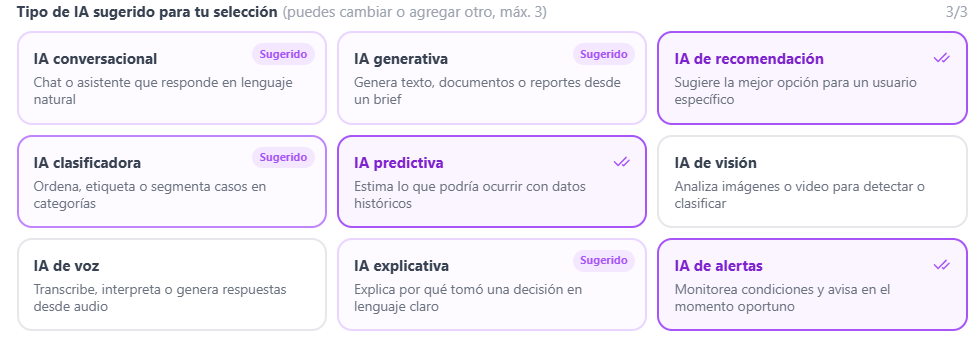 Tipo de IA sugerido para tu selección (puedes cambiar o agregar otro, máx. 3) 3/3
IA conversacional Sugerido
Chat o asistente que responde en lenguaje
natural
IA generativa Sugerido
Genera texto, documentos o reportes desde
un brief
IA de recomendación
Sugiere la mejor opción para un usuario
específico
IA clasificadora Sugerido
Ordena, etiqueta o segmenta casos en
categorías
IA predictiva
Estima lo que podría ocurrir con datos
históricos
IA de visión
Analiza imágenes o video para detectar o
clasificar
IA de voz
Transcribe, interpreta o genera respuestas
desde audio
IA explicativa Sugerido
Explica por qué tomó una decisión en
lenguaje claro
IA de alertas
Monitorea condiciones y avisa en el
momento oportuno